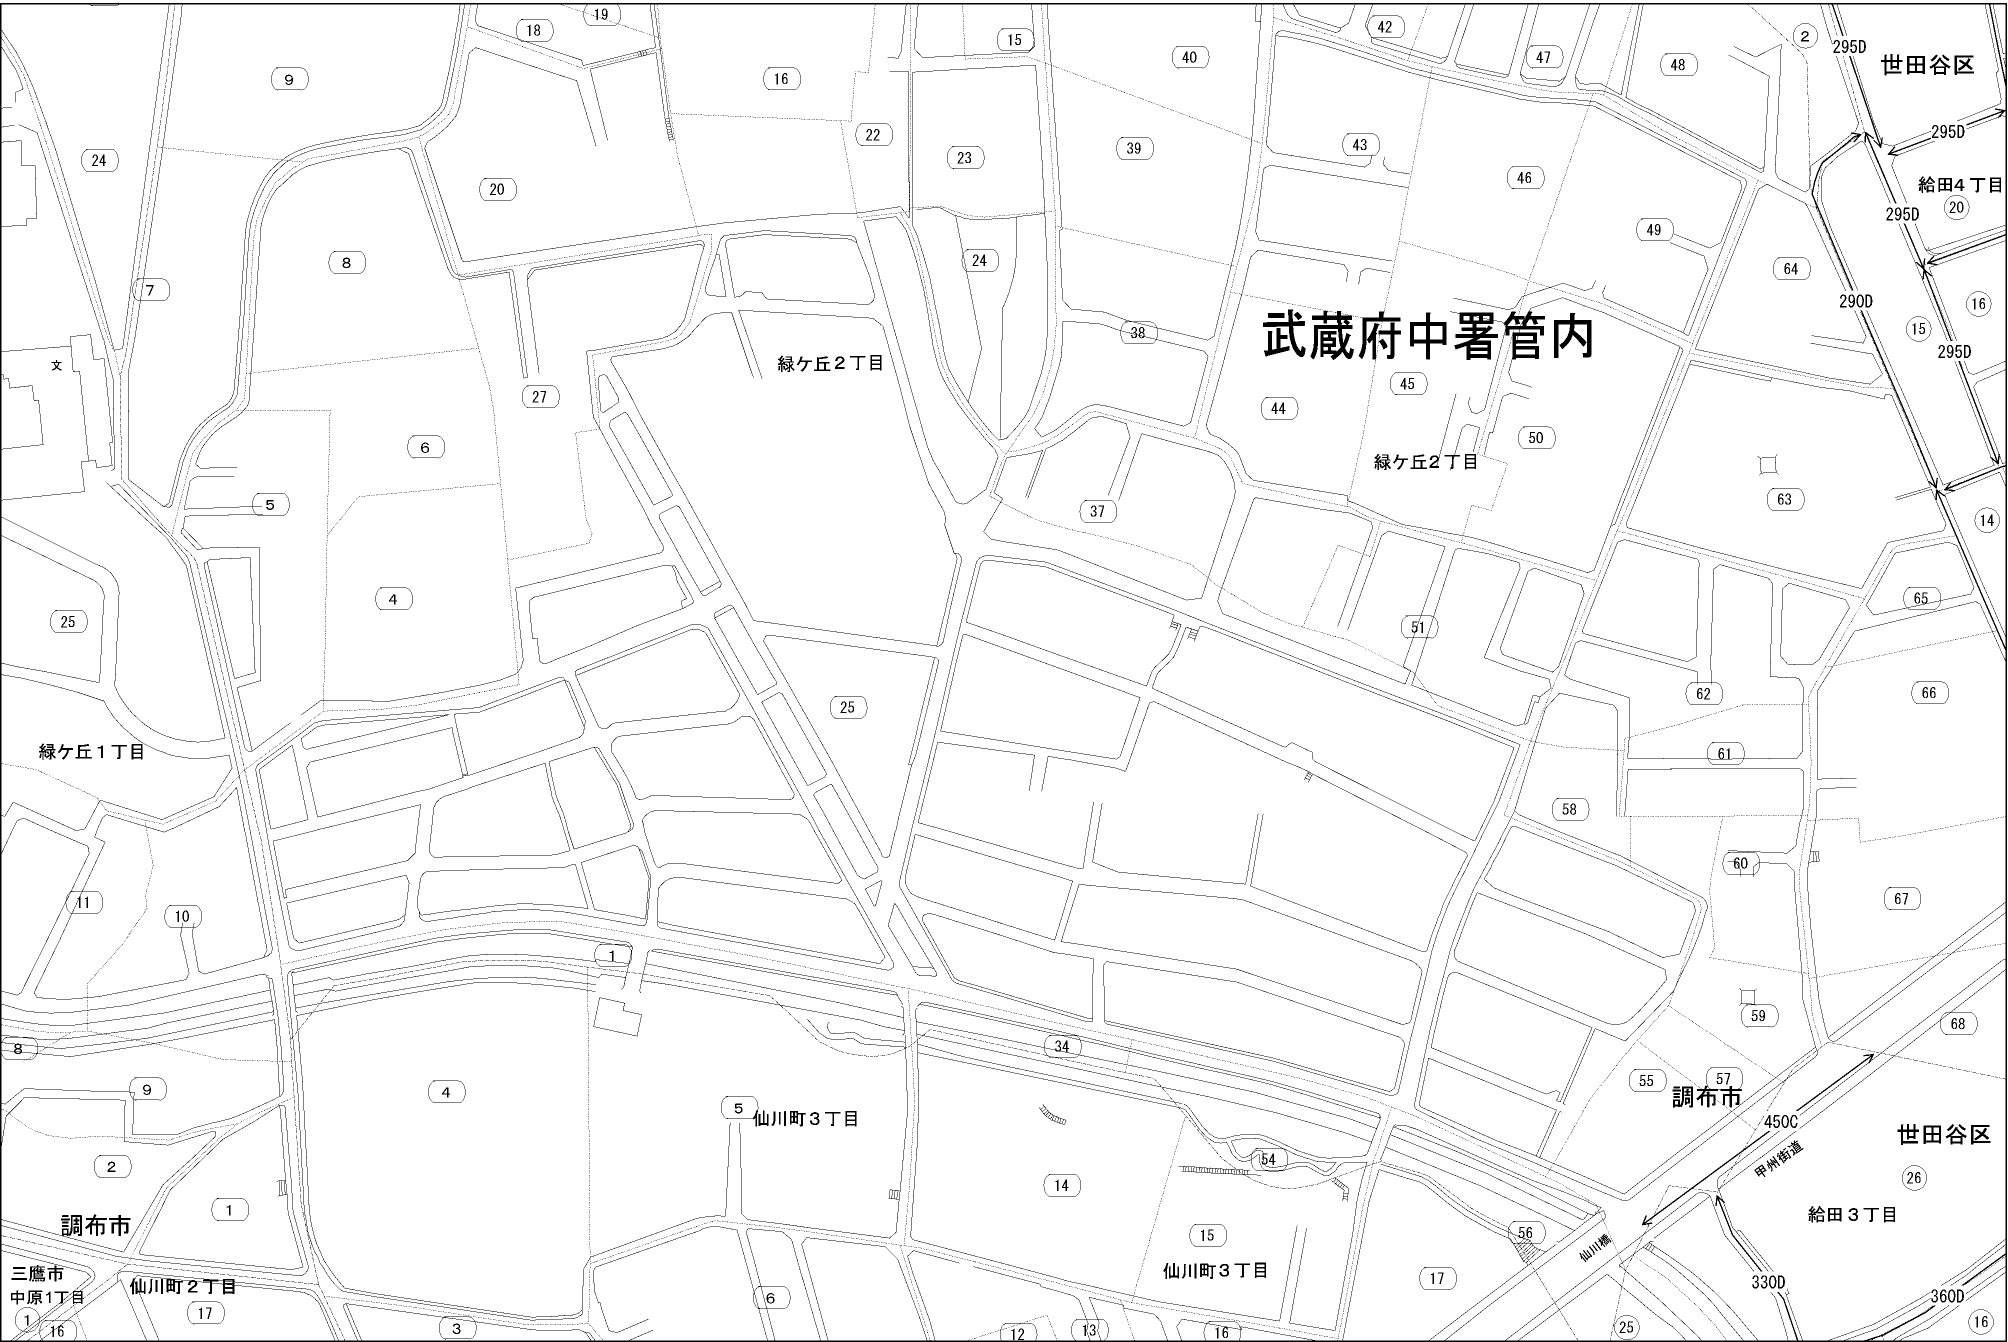 19
18
42
15
47
2
295D
世田谷区
40
48
9
16
295D
22
43
39
24
23
46
給田4丁目
20
20
295D
49
8
24
64
7
290D
16
武蔵府中署管内
15
38
295D
緑ケ丘2丁目
文
45
27
44
50
6
緑ケ丘2丁目
63
5
37
14
4
65
25
51
66
62
25
緑ケ丘1丁目
61
58
60
11
67
10
1
59
68
34
8
55
57
9
4
調布市
5
仙川町3丁目
450C
世田谷区
甲州街道
54
2
26
14
1
給田3丁目
調布市
15
56
仙川橋
三鷹市
仙川町3丁目
17
330D
仙川町2丁目
中原1丁目
6
360D
17
1
16
3
12
13
16
25
16